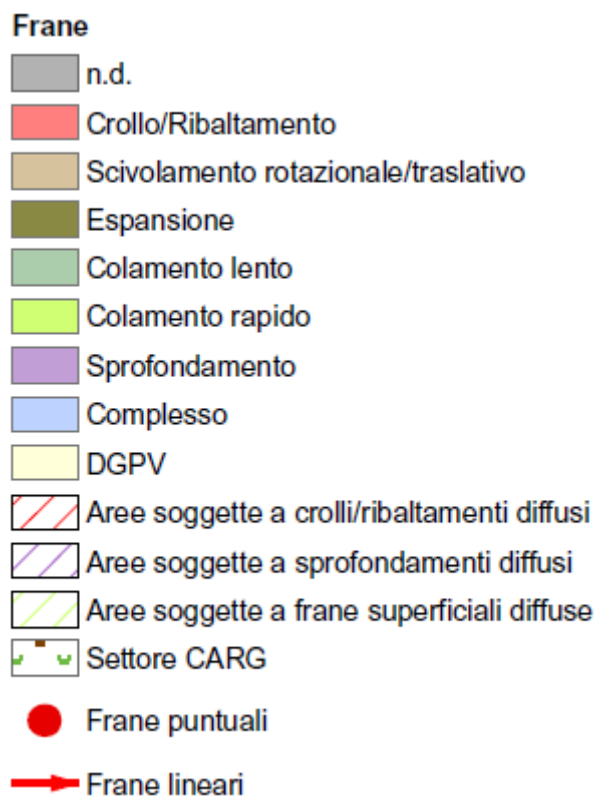 Frane
n.d.
Crollo/Ribaltamento
Scivolamento rotazionale/traslativo
Espansione
Colamento lento
Colamento rapido
Sprofondamento
Complesso
DGPV
Aree soggette a crolli/ribaltamenti diffusi
Aree soggette a sprofondamenti diffusi
Aree soggette a frane superficiali diffuse
Settore CARG
Frane puntuali
Frane lineari